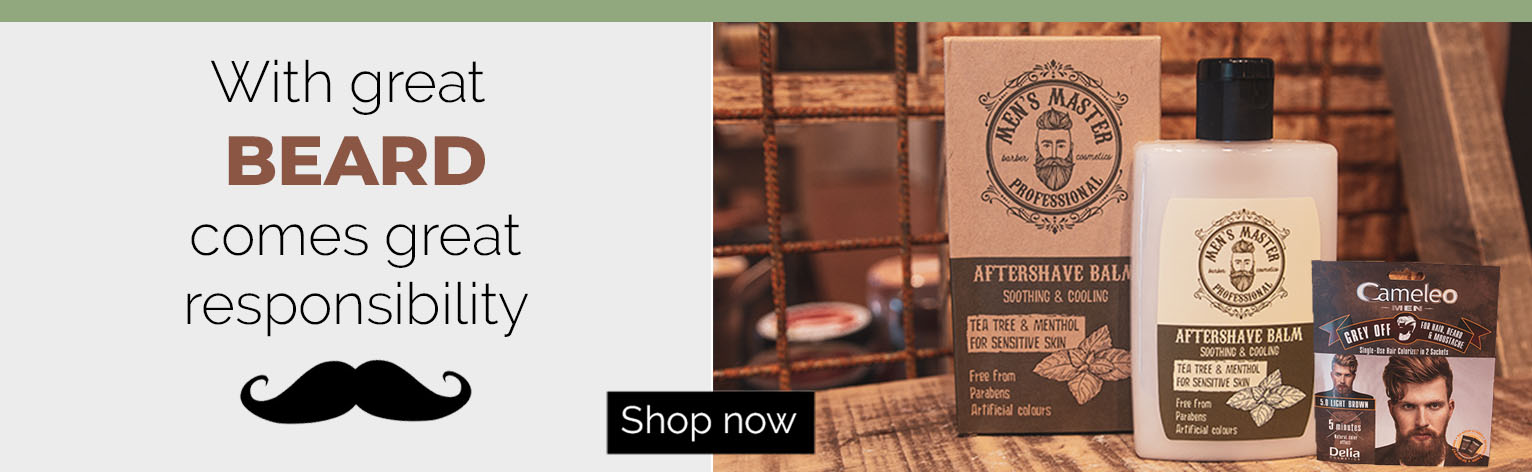 With great
BEARD
comes great
responsibility
Shop now
MEN'S MASTER
barber cosmetics
PROFESSIONAL
AFTERSHAVE BALM
SOOTHING & COOLING
TEA TREE & MENTHOL
FOR SENSITIVE SKIN
Free from
Parabens
Artificial colours
MEN'S MASTER
barber cosmetics
PROFESSIONAL
AFTERSHAVE BALM
SOOTHING & COOLING
TEA TREE & MENTHOL
FOR SENSITIVE SKIN
Free from
Parabens
Artificial colours
Cameleo
MEN
GREY OFF
FOR HAIR, BEARD
& MOUSTACHE
Single-Use Hair Colorizer in 2 Sachets
5.0 LIGHT BROWN
5 minutes
Natural color
effect
Delia
COSMETICS